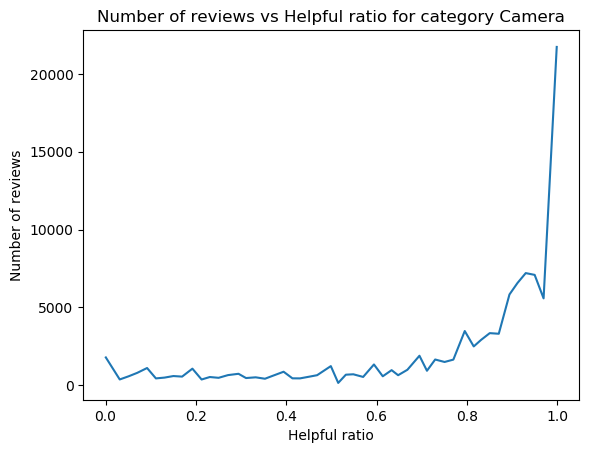 Number of reviews vs Helpful ratio for category Camera
Number of reviews
20000
15000
10000
5000
0
0.0 0.2 0.4 0.6 0.8 1.0
Helpful ratio